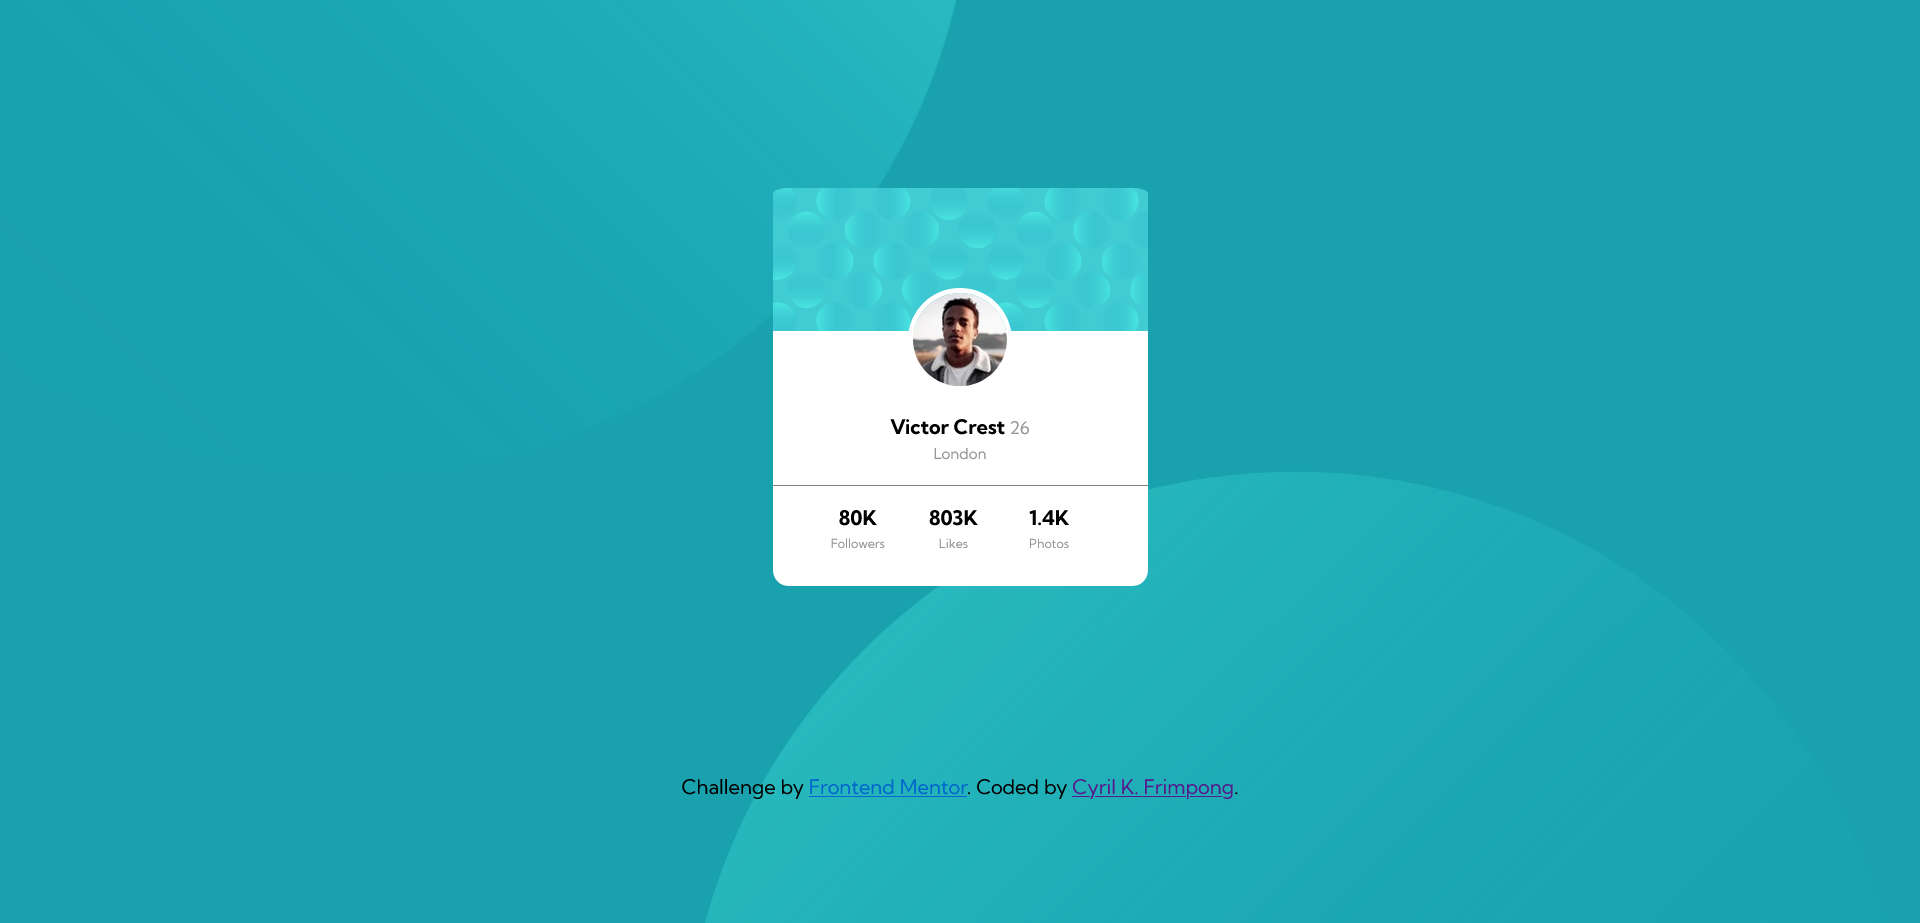 Victor Crest 26
London
80K 803K 1.4K
Followers Likes Photos
Challenge by Frontend Mentor. Coded by Cyril K. Frimpong.